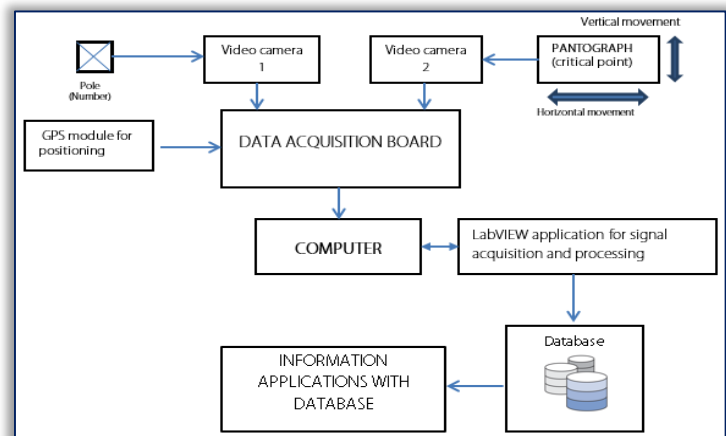 Vertical movement
Video camera
1
Video camera
2
PANTOGRAPH
(critical point)
Pole
(Number)
Horizontal movement
GPS module for
positioning
DATA ACQUISITION BOARD
COMPUTER
LabVIEW application for signal
acquisition and processing
Database
INFORMATION
APPLICATIONS WITH
DATABASE